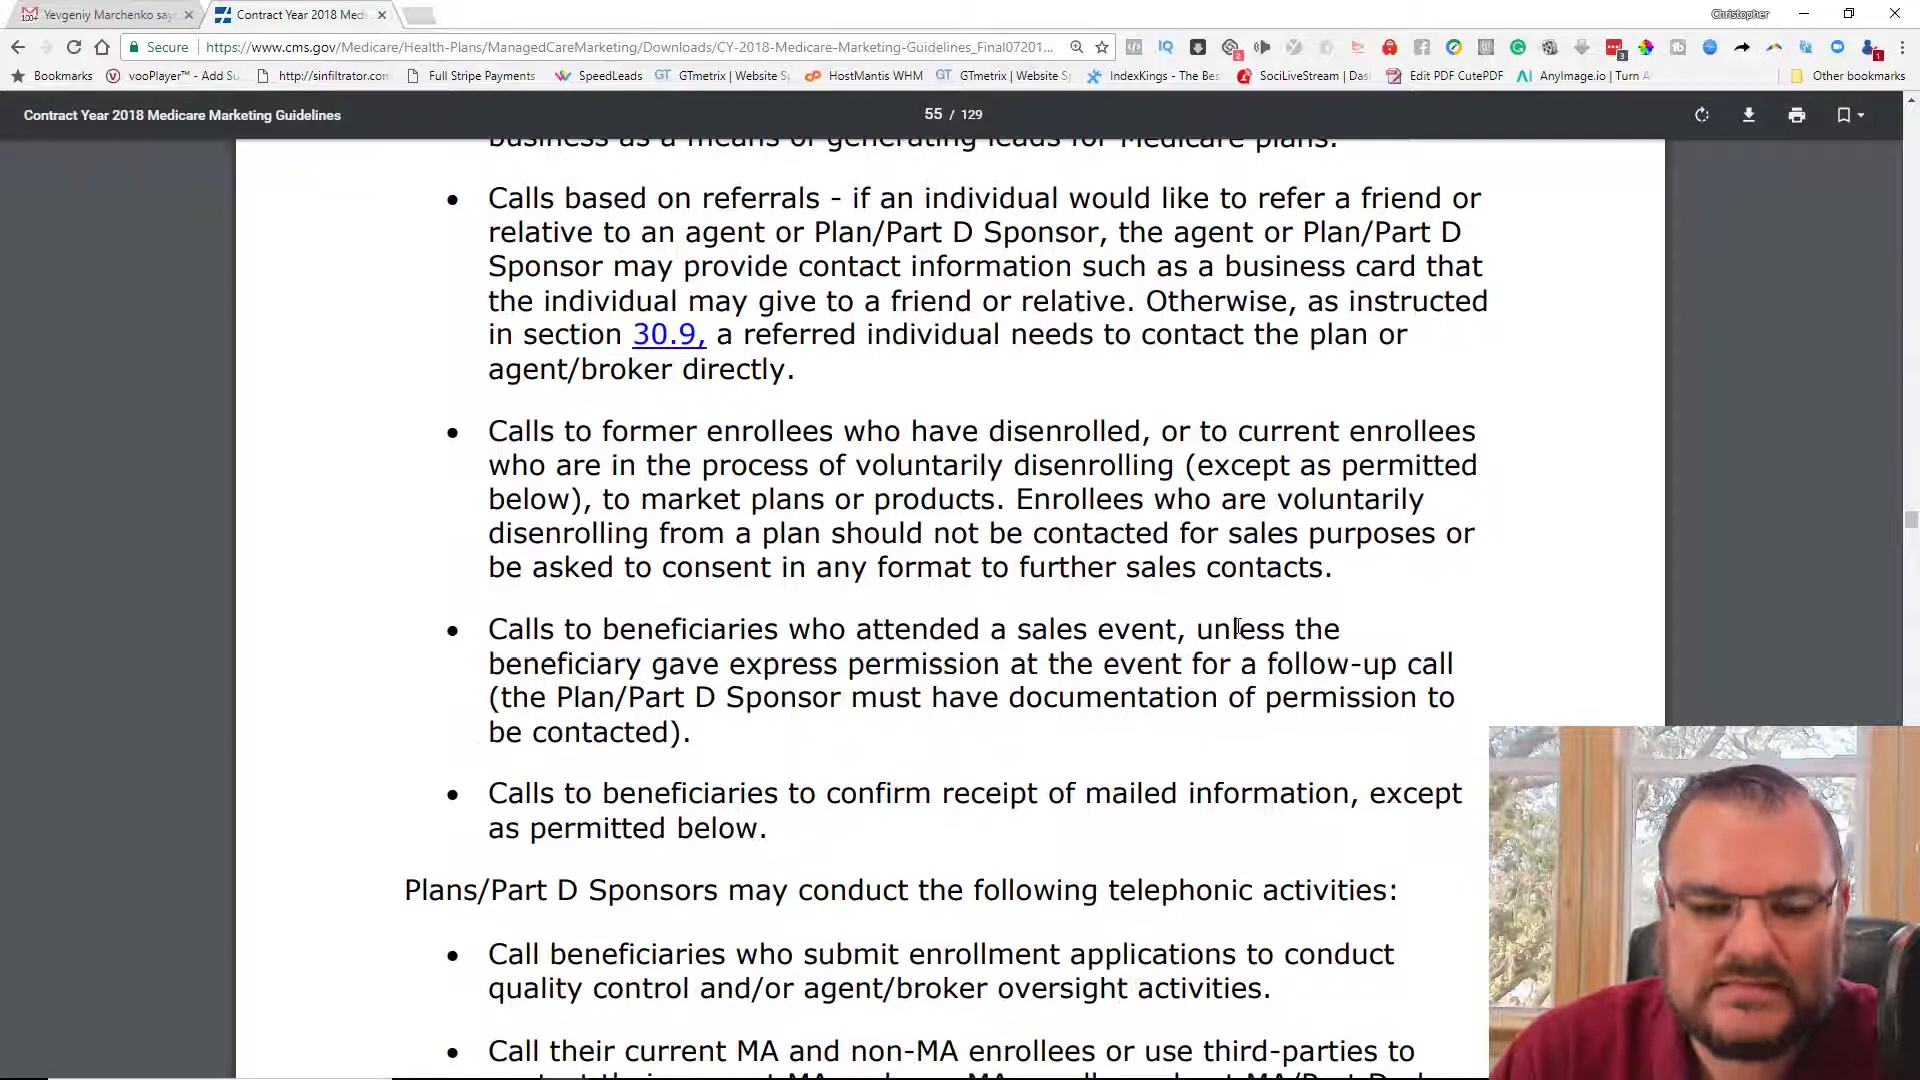 Yevgeniy Marchenko say
Contract Year 2018 Medi
Christopher
Secure
https://www.cms.gov/Medicare/Health-Plans/ManagedCareMarketing/Downloads/CY-2018-Medicare-Marketing-Guidelines_Final07201...
Bookmarks
vooPlayer™ - Add Su
http://sinfiltrator.com
Full Stripe Payments
SpeedLeads
GTmetrix | Website S
HostMantis WHM
GTmetrix | Website Sp
IndexKings - The Bes
SociLiveStream | Das
Edit PDF CutePDF
AnyImage.io | Turn A
Other bookmarks
Contract Year 2018 Medicare Marketing Guidelines
55 / 129
business as a means of generating leads for Medicare plans.
• Calls based on referrals - if an individual would like to refer a friend or
relative to an agent or Plan/Part D Sponsor, the agent or Plan/Part D
Sponsor may provide contact information such as a business card that
the individual may give to a friend or relative. Otherwise, as instructed
in section 30.9, a referred individual needs to contact the plan or
agent/broker directly.
• Calls to former enrollees who have disenrolled, or to current enrollees
who are in the process of voluntarily disenrolling (except as permitted
below), to market plans or products. Enrollees who are voluntarily
disenrolling from a plan should not be contacted for sales purposes or
be asked to consent in any format to further sales contacts.
• Calls to beneficiaries who attended a sales event, unless the
beneficiary gave express permission at the event for a follow-up call
(the Plan/Part D Sponsor must have documentation of permission to
be contacted).
• Calls to beneficiaries to confirm receipt of mailed information, except
as permitted below.
Plans/Part D Sponsors may conduct the following telephonic activities:
• Call beneficiaries who submit enrollment applications to conduct
quality control and/or agent/broker oversight activities.
• Call their current MA and non-MA enrollees or use third-parties to